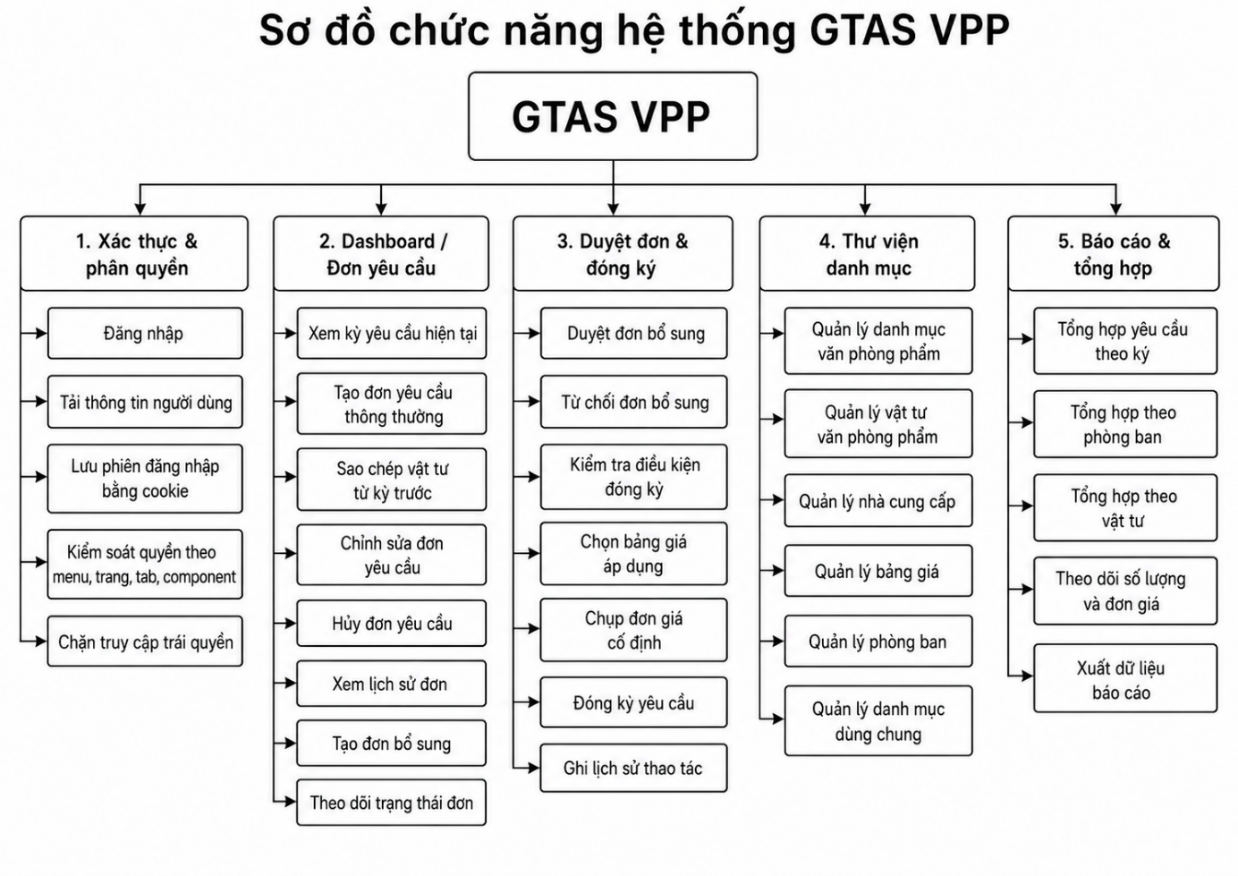 Sơ đồ chức năng hệ thống GTAS VPP
GTAS VPP
1. Xác thực &
phân quyền
Đăng nhập
Tải thông tin người dùng
Lưu phiên đăng nhập
bằng cookie
Kiểm soát quyền theo
menu, trang, tab, component
Chặn truy cập trái quyền
2. Dashboard /
Đơn yêu cầu
Xem kỳ yêu cầu hiện tại
Tạo đơn yêu cầu
thông thường
Sao chép vật tư
từ kỳ trước
Chỉnh sửa đơn
yêu cầu
Hủy đơn yêu cầu
Xem lịch sử đơn
Tạo đơn bổ sung
Theo dõi trạng thái đơn
3. Duyệt đơn &
đóng ký
Duyệt đơn bổ sung
Từ chối đơn bổ sung
Kiểm tra điều kiện
đóng kỳ
Chọn bảng giá
áp dụng
Chụp đơn giá
cố định
Đóng kỳ yêu cầu
Ghi lịch sử thao tác
4. Thư viện
danh mục
Quản lý danh mục
văn phòng phẩm
Quản lý vật tư
văn phòng phẩm
Quản lý nhà cung cấp
Quản lý bảng giá
Quản lý phòng ban
Quản lý danh mục
dùng chung
5. Báo cáo &
tổng hợp
Tổng hợp yêu cầu
theo ký
Tổng hợp theo
phòng ban
Tổng hợp theo
vật tư
Theo dõi số lượng
và đơn giá
Xuất dữ liệu
báo cáo